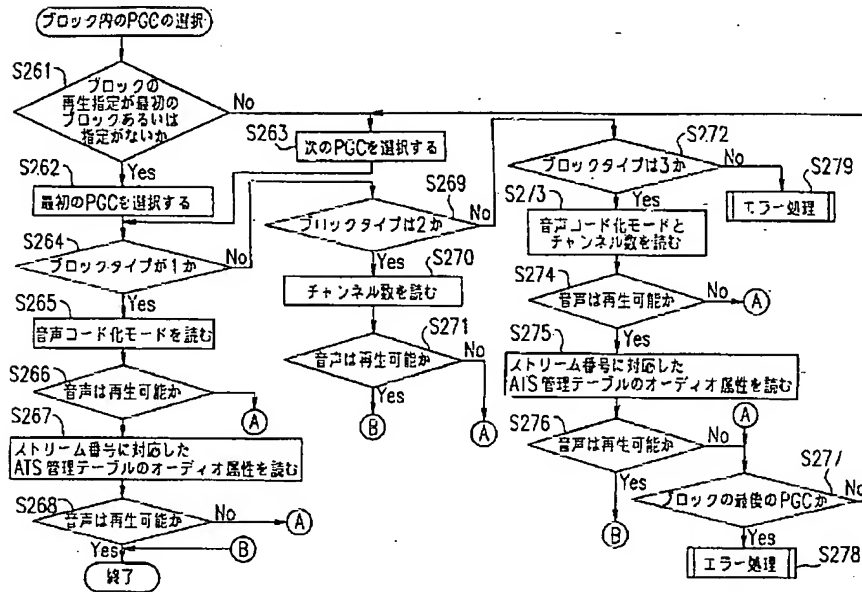 ブロック内のPGCの選択
S261
ブロックの
再生指定が最初の
ブロックあるいは
指定がないか
No
Yes
S262
最初のPGCを選択する
S263
次のPGCを選択する
S264
ブロックタイプが1か
No
Yes
S265
音声コード化モードを読む
S266
音声は再生可能か
A
S267
ストリーム番号に対応した
ATS管理テーブルのオーディオ属性を読む
S268
音声は再生可能か
No
A
Yes
B
終了
S269
ブロックタイプは2か
No
Yes
S270
チャンネル数を読む
S271
音声は再生可能か
No
Yes
B
A
S272
ブロックタイプは3か
No
S279
エラー処理
Yes
S273
音声コード化モードと
チャンネル数を読む
S274
音声は再生可能か
No
A
Yes
S275
ストリーム番号に対応した
ATS管理テーブルのオーディオ属性を読む
S276
音声は再生可能か
No
A
Yes
B
S277
ブロックの最後のPGCか
No
Yes
エラー処理
S278